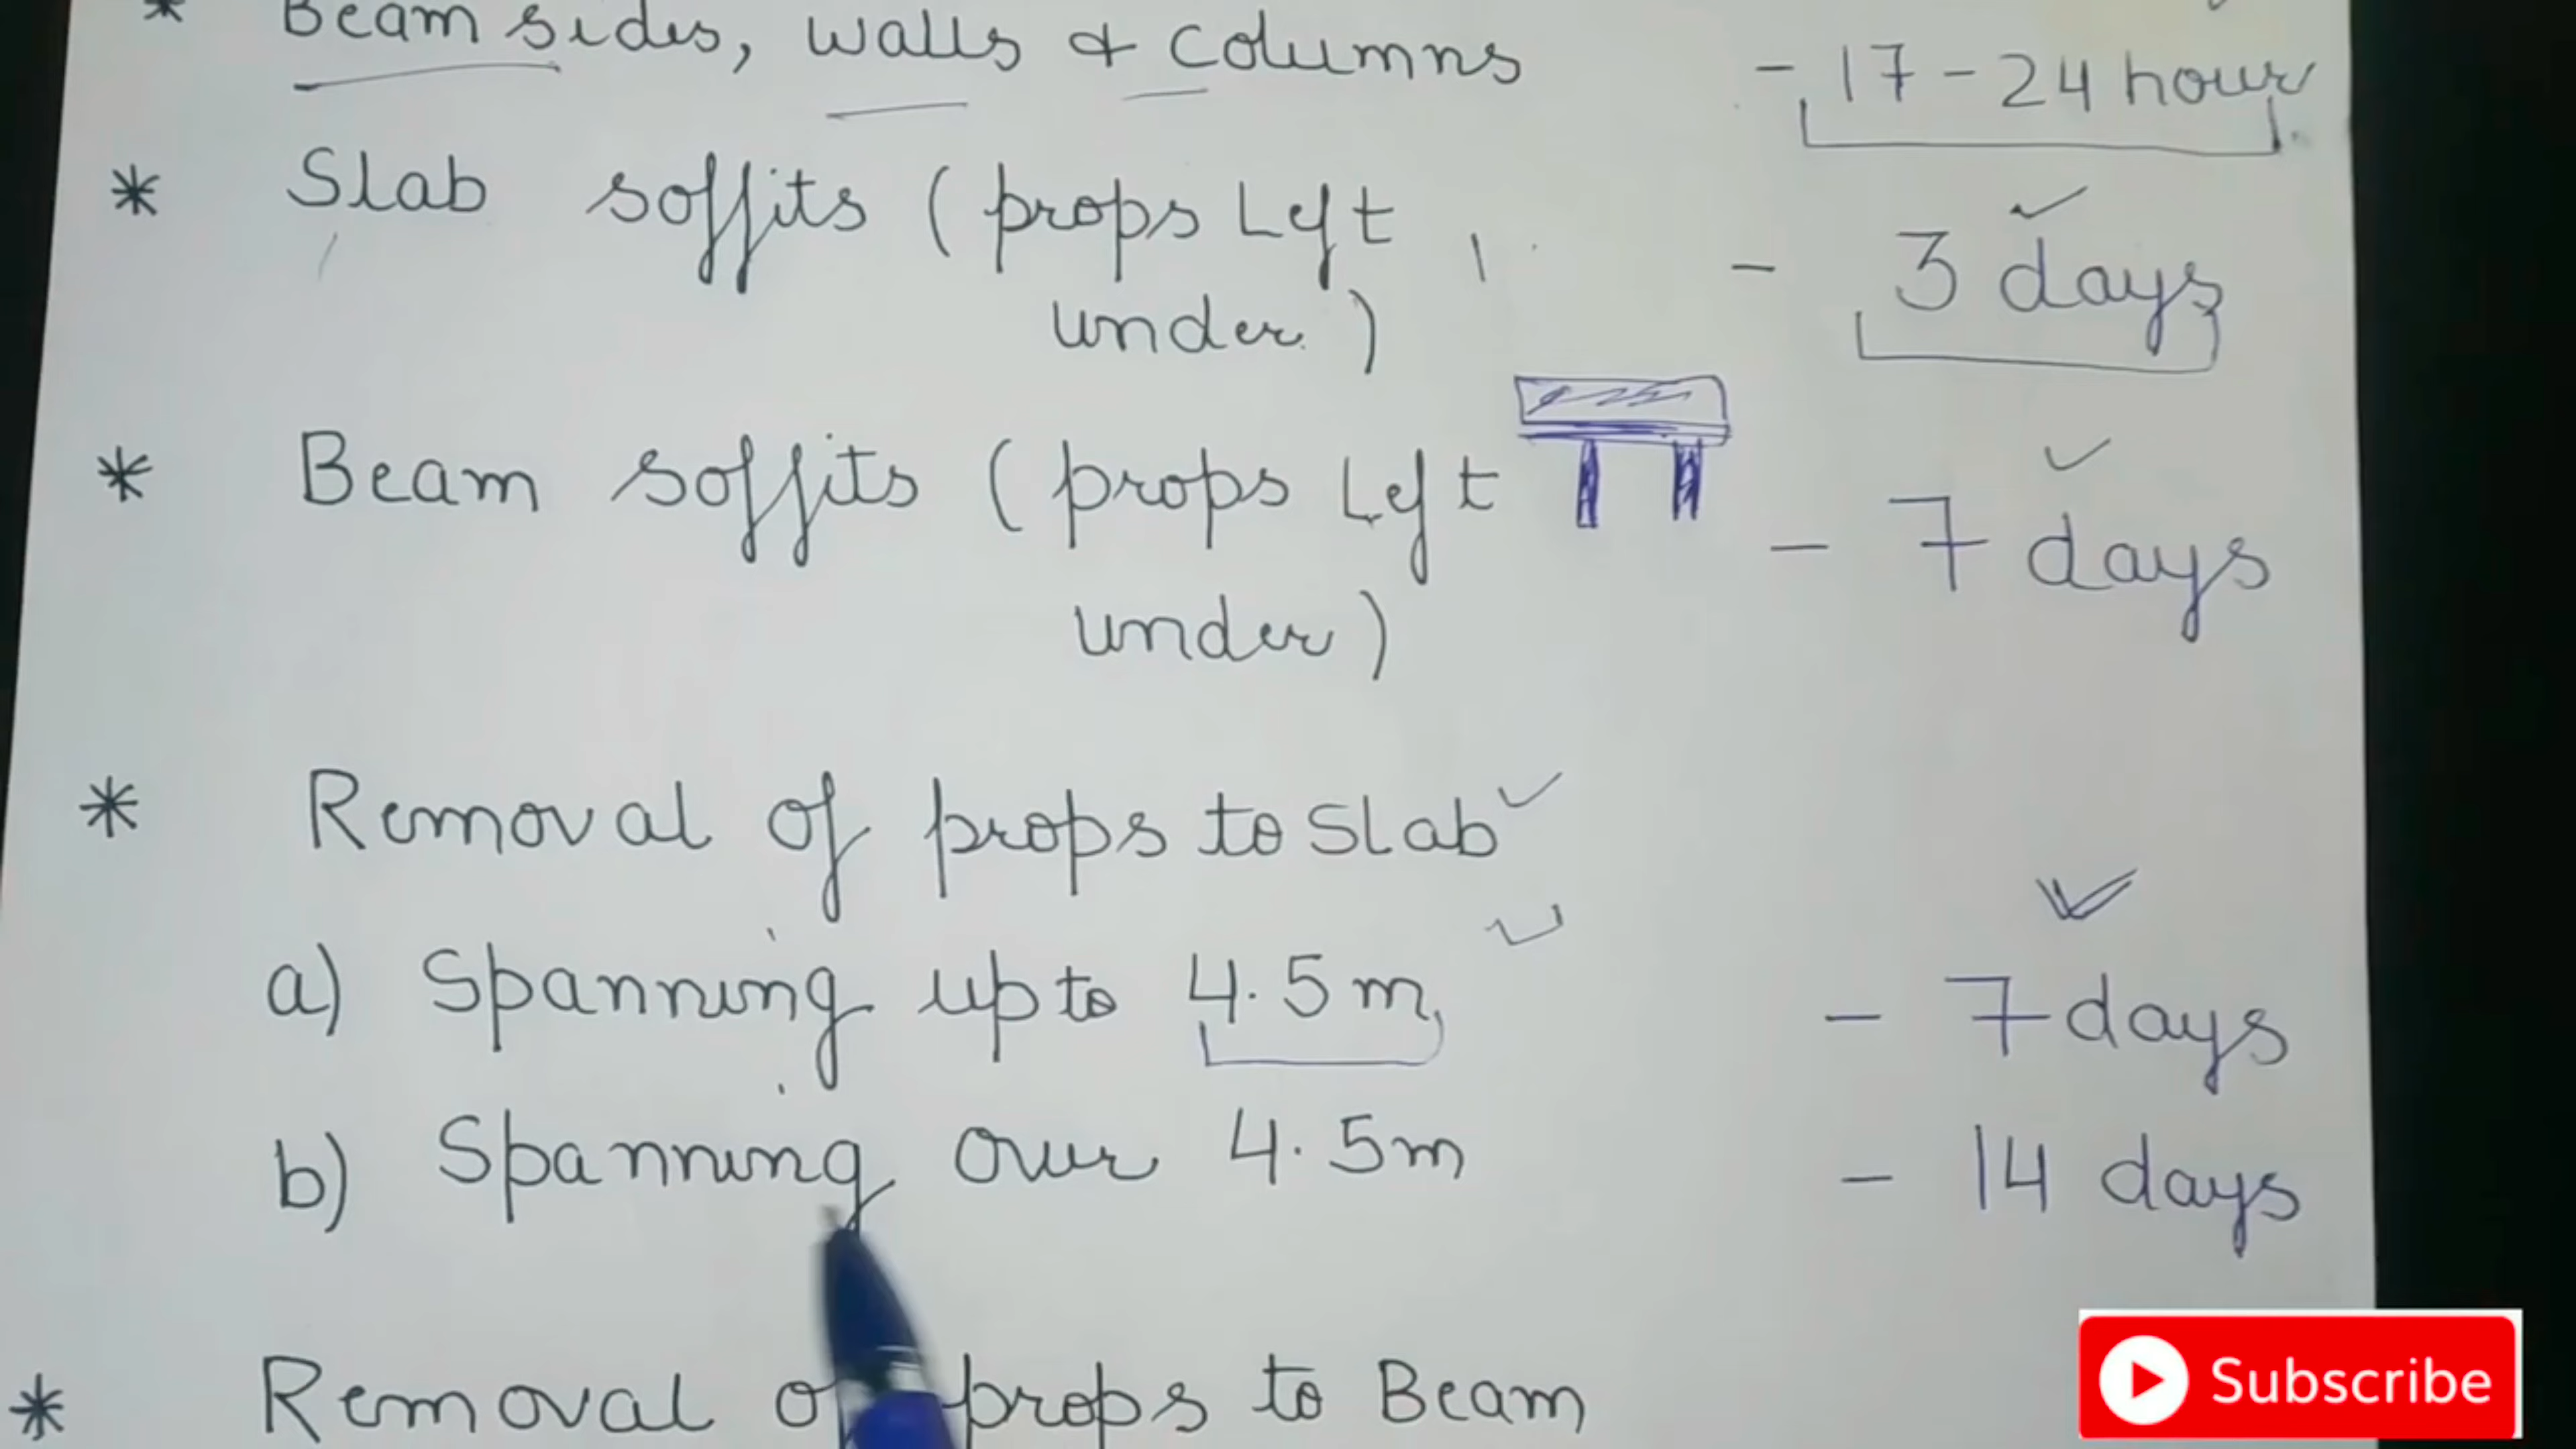 * Beam sides, walls & columns - 17-24 hour
* Slab soffits (props Left under) - 3 days
* Beam soffits (props Left under) - 7 days
* Removal of props to Slab
a) Spanning up to 4.5m - 7 days
b) Spanning over 4.5m - 14 days
* Removal of props to Beam
Subscribe